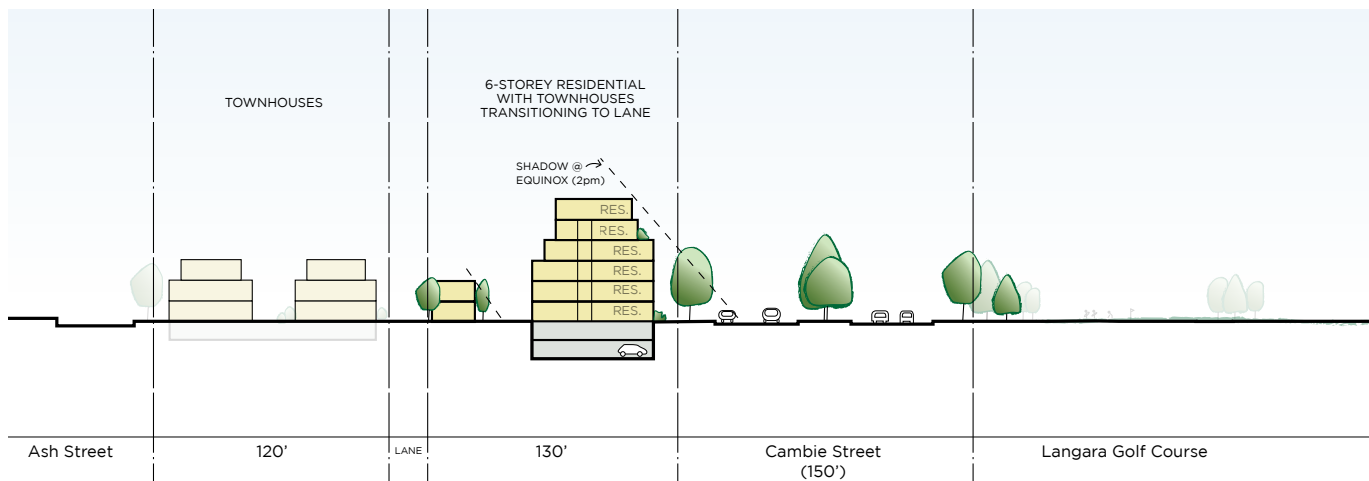 TOWNHOUSES
6-STOREY RESIDENTIAL
WITH TOWNHOUSES
TRANSITIONING TO LANE
SHADOW @
EQUINOX (2pm)
RES.
RES.
RES.
RES.
RES.
RES.
Ash Street
120’
LANE
130’
Cambie Street
(150’)
Langara Golf Course